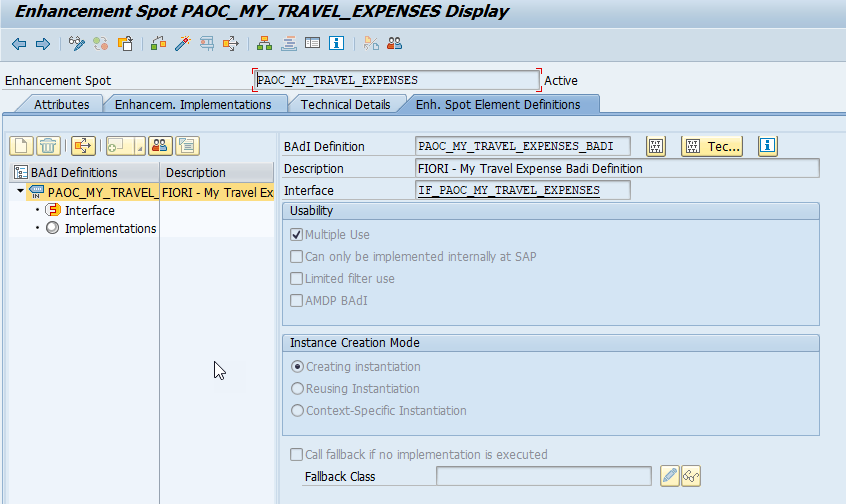 Enhancement Spot PAOC_MY_TRAVEL_EXPENSES Display
Enhancement Spot PAOC_MY_TRAVEL_EXPENSES Active
Attributes Enhancem. Implementations Technical Details Enh. Spot Element Definitions
BAdI Definitions Description
PAOC_MY_TRAVEL_ FIORI - My Travel Ex
Interface
Implementations
BAdI Definition PAOC_MY_TRAVEL_EXPENSES_BADI Tec...
Description FIORI - My Travel Expense Badi Definition
Interface IF_PAOC_MY_TRAVEL_EXPENSES
Usability
Multiple Use
Can only be implemented internally at SAP
Limited filter use
AMDP BAdI
Instance Creation Mode
Creating instantiation
Reusing Instantiation
Context-Specific Instantiation
Call fallback if no implementation is executed
Fallback Class